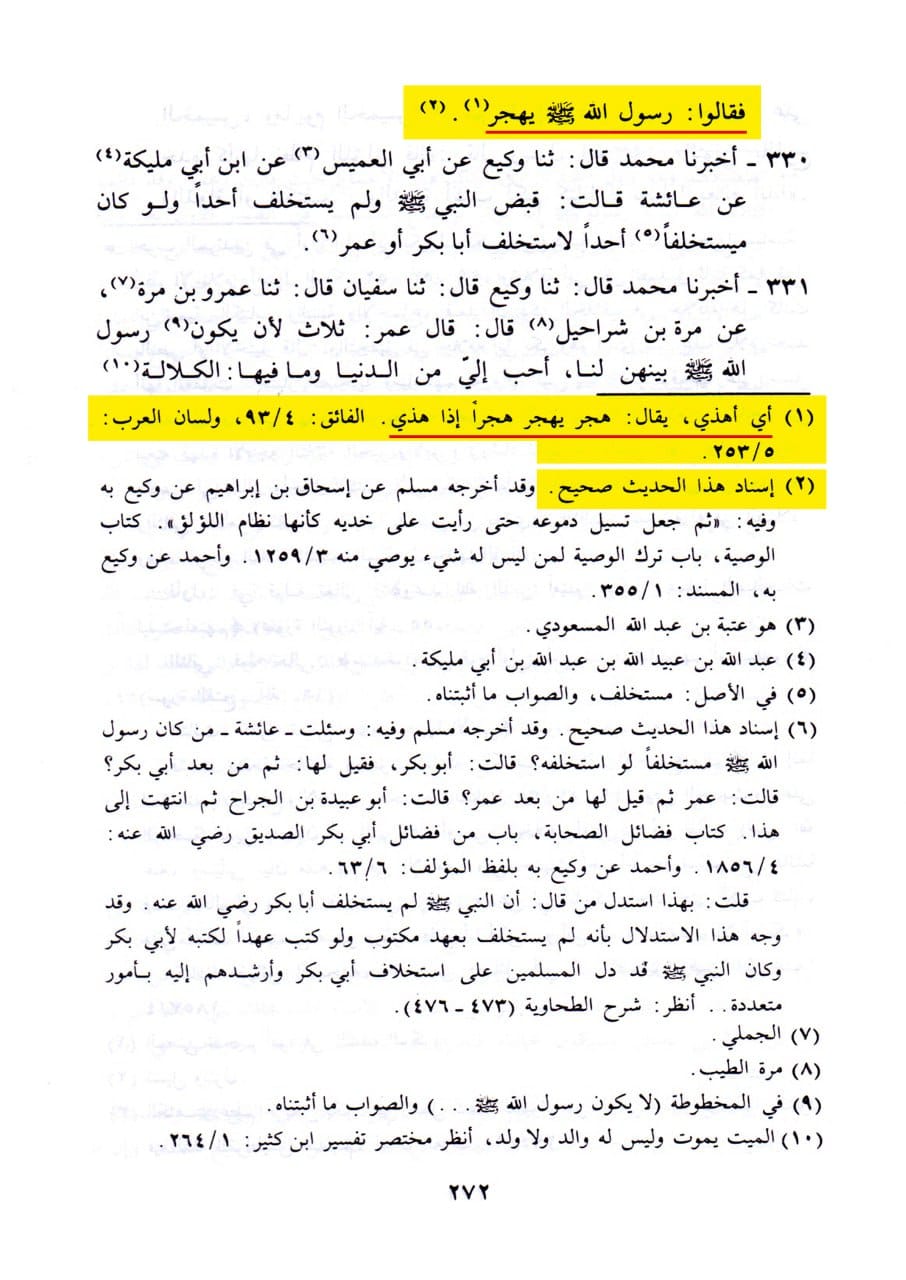 فقالوا: رسول الله ﷺ يهجر(١). (٢)
٣٣٠ ـ أخبرنا محمد قال: ثنا وكيع عن أبي العميس(٣) عن ابن أبي مليكة(٤)
عن عائشة قالت: قبض النبي ﷺ ولم يستخلف أحداً ولو كان
ميستخلفاً(٥) أحداً لاستخلف أبا بكر أو عمر(٦).
٣٣١ ـ أخبرنا محمد قال: ثنا وكيع قال: ثنا سفيان قال: ثنا عمرو بن مرة(٧)،
عن مرة بن شراحيل(٨) قال: قال عمر: ثلاث لأن يكون(٩) رسول
الله ﷺ بينهن لنا، أحب إلي من الدنيا وما فيها: الكلالة(١٠)
(١) أي أهذي، يقال: هجر يهجر هجراً إذا هذي. الفائق: ٩٣/٤، ولسان العرب:
٢٥٣/٥.
(٢) إسناد هذا الحديث صحيح. وقد أخرجه مسلم عن إسحاق بن إبراهيم عن وكيع به
وفيه: «ثم جعل تسيل دموعه حتى رأيت على خديه كأنها نظام اللؤلؤ». كتاب
الوصية، باب ترك الوصية لمن ليس له شيء يوصي منه ١٢٥٩/٣. وأحمد عن وكيع
به، المسند: ٣٥٥/١.
(٣) هو عتبة بن عبد الله المسعودي.
(٤) عبد الله بن عبيد الله بن عبد الله بن أبي مليكة.
(٥) في الأصل: مستخلف، والصواب ما أثبتناه.
(٦) إسناد هذا الحديث صحيح. وقد أخرجه مسلم وفيه: وسئلت ـ عائشة ـ من كان رسول
الله ﷺ مستخلفاً لو استخلفه؟ قالت: أبو بكر، فقيل لها: ثم من بعد أبي بكر؟
قالت: عمر ثم قيل لها من بعد عمر؟ قالت: أبو عبيدة بن الجراح ثم انتهت إلى
هذا. كتاب فضائل الصحابة، باب من فضائل أبي بكر الصديق رضي الله عنه:
١٨٥٦/٤. وأحمد عن وكيع به بلفظ المؤلف: ٦٣/٦.
قلت: بهذا استدل من قال: أن النبي ﷺ لم يستخلف أبا بكر رضي الله عنه. وقد
وجه هذا الاستدلال بأنه لم يستخلف بعهد مكتوب ولو كتب عهداً لكتبه لأبي بكر
وكان النبي ﷺ قد دل المسلمين على استخلاف أبي بكر وأرشدهم إليه بأمور
متعددة.. أنظر: شرح الطحاوية (٤٧٣ ـ ٤٧٦).
(٧) الجملي.
(٨) مرة الطيب.
(٩) في المخطوطة (لا يكون رسول الله ﷺ ...) والصواب ما أثبتناه.
(١٠) الميت يموت وليس له والد ولا ولد، أنظر مختصر تفسير ابن كثير: ٢٦٤/١.
٢٧٢